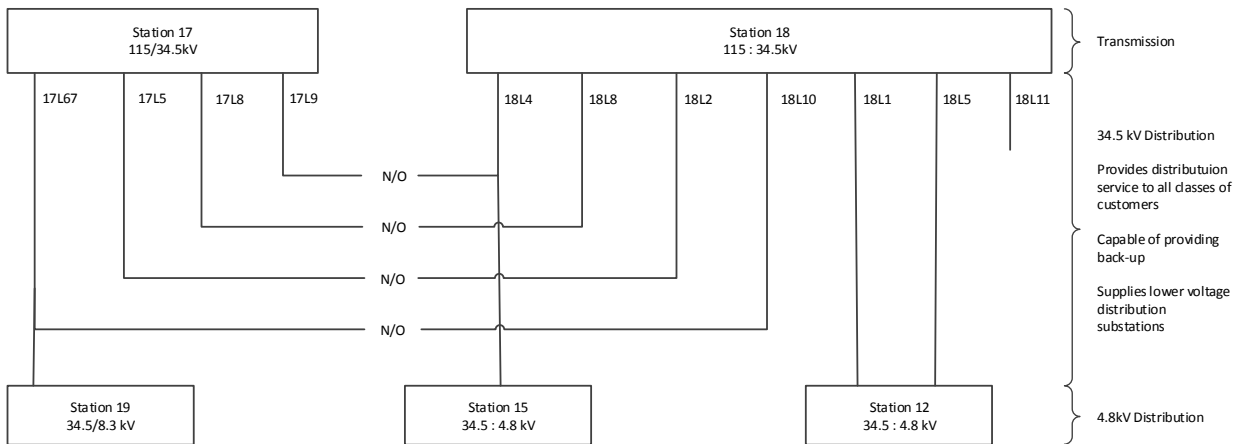 Station 17
115/34.5kV
Station 18
115 : 34.5kV
Transmission
17L67
17L5
17L8
17L9
18L4
18L8
18L2
18L10
18L1
18L5
18L11
34.5 kV Distribution
Provides distributuion
service to all classes of
customers
Capable of providing
back-up
Supplies lower voltage
distribution
substations
N/O
N/O
N/O
N/O
Station 19
34.5/8.3 kV
Station 15
34.5 : 4.8 kV
Station 12
34.5 : 4.8 kV
4.8kV Distribution